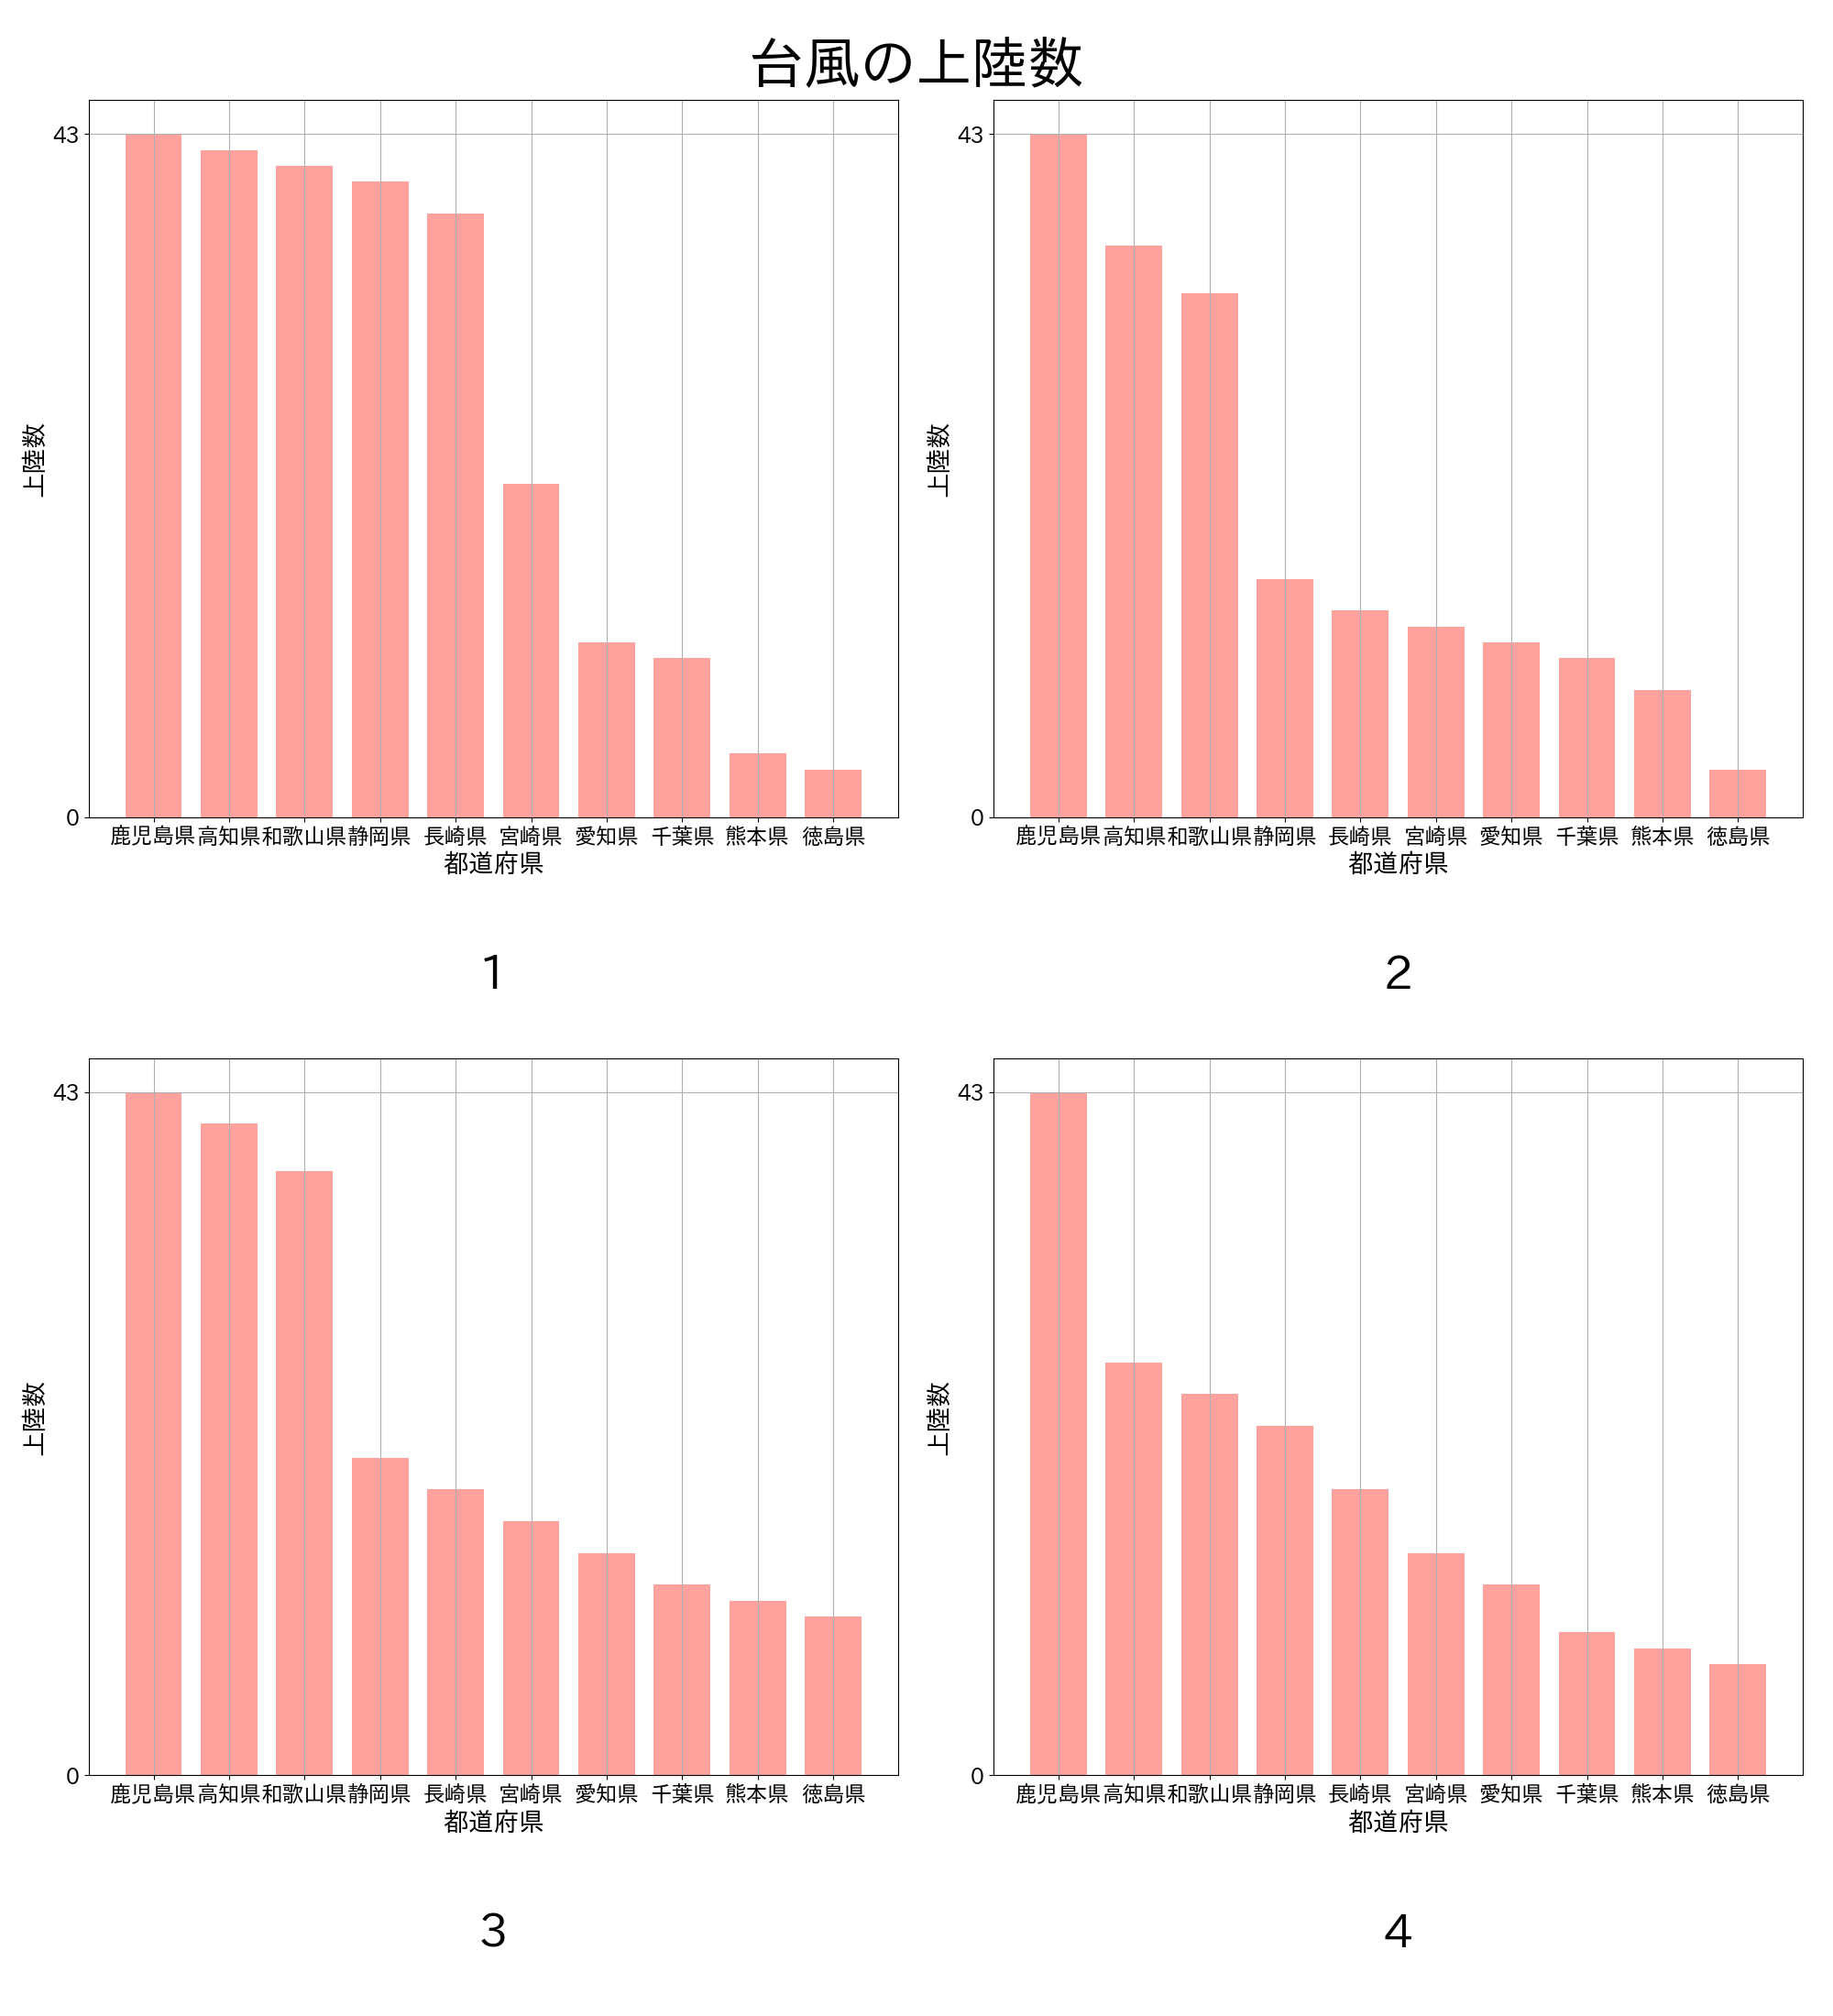 台風の上陸数
43
0
上陸数
鹿児島県 高知県 和歌山県 静岡県 長崎県 宮崎県 愛知県 千葉県 熊本県 徳島県
都道府県
1
43
0
上陸数
鹿児島県 高知県 和歌山県 静岡県 長崎県 宮崎県 愛知県 千葉県 熊本県 徳島県
都道府県
2
43
0
上陸数
鹿児島県 高知県 和歌山県 静岡県 長崎県 宮崎県 愛知県 千葉県 熊本県 徳島県
都道府県
3
43
0
上陸数
鹿児島県 高知県 和歌山県 静岡県 長崎県 宮崎県 愛知県 千葉県 熊本県 徳島県
都道府県
4